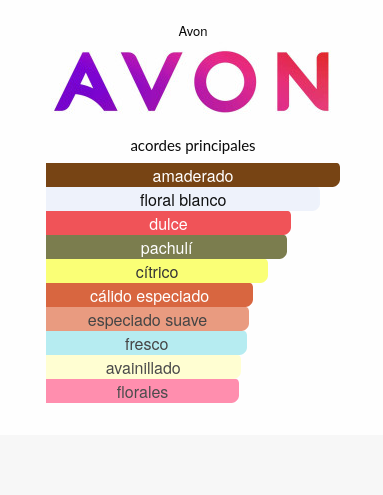 Avon
AVON
acordes principales
amaderado
floral blanco
dulce
pachulí
cítrico
cálido especiado
especiado suave
fresco
avainillado
florales